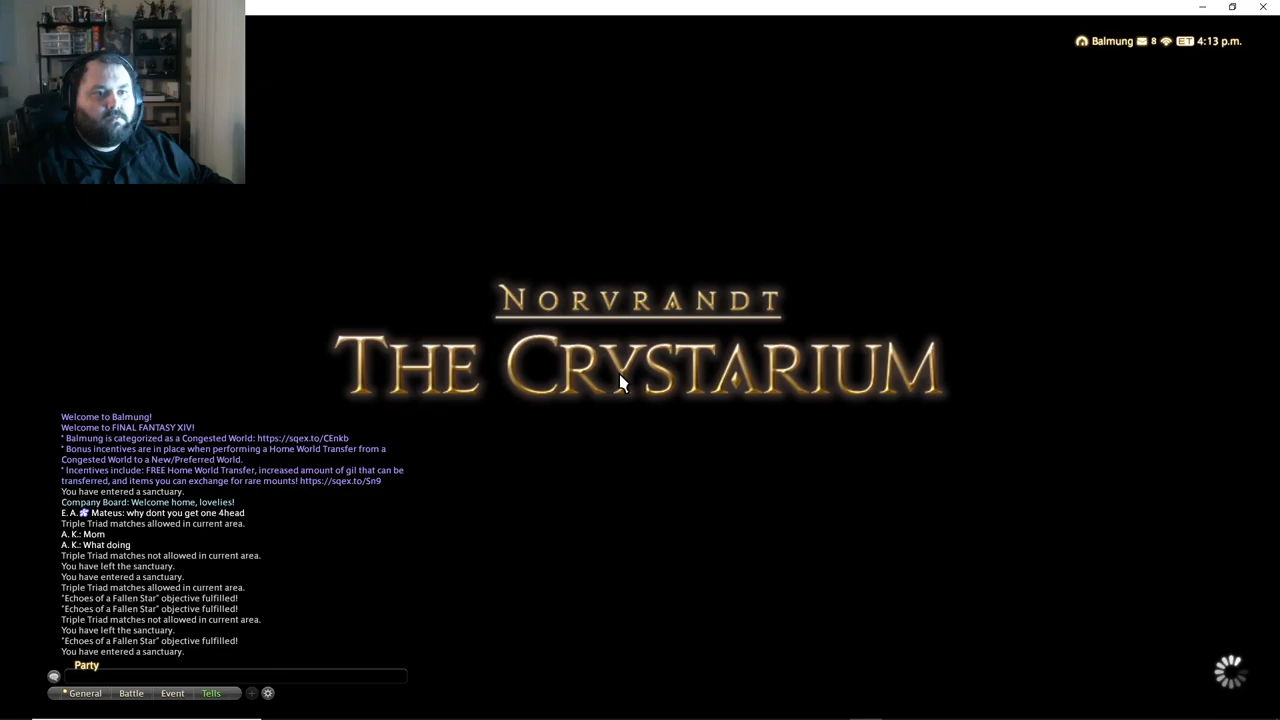 Balmung 8 ET 4:13 p.m.
NORVRANDT
THE CRYSTARIUM
Welcome to Balmung!
Welcome to FINAL FANTASY XIV!
* Balmung is categorized as a Congested World: https://sqex.to/CEnkb
* Bonus incentives are in place when performing a Home World Transfer from a
Congested World to a New/Preferred World.
* Incentives include: FREE Home World Transfer, increased amount of gil that can be
transferred, and items you can exchange for rare mounts! https://sqex.to/Sn9
You have entered a sanctuary.
Company Board: Welcome home, lovelies!
E. A. Mateus: why dont you get one 4head
Triple Triad matches allowed in current area.
A. K.: Mom
A. K.: What doing
Triple Triad matches not allowed in current area.
You have left the sanctuary.
You have entered a sanctuary.
Triple Triad matches allowed in current area.
"Echoes of a Fallen Star" objective fulfilled!
"Echoes of a Fallen Star" objective fulfilled!
Triple Triad matches not allowed in current area.
You have left the sanctuary.
"Echoes of a Fallen Star" objective fulfilled!
You have entered a sanctuary.
Party
General Battle Event Tells